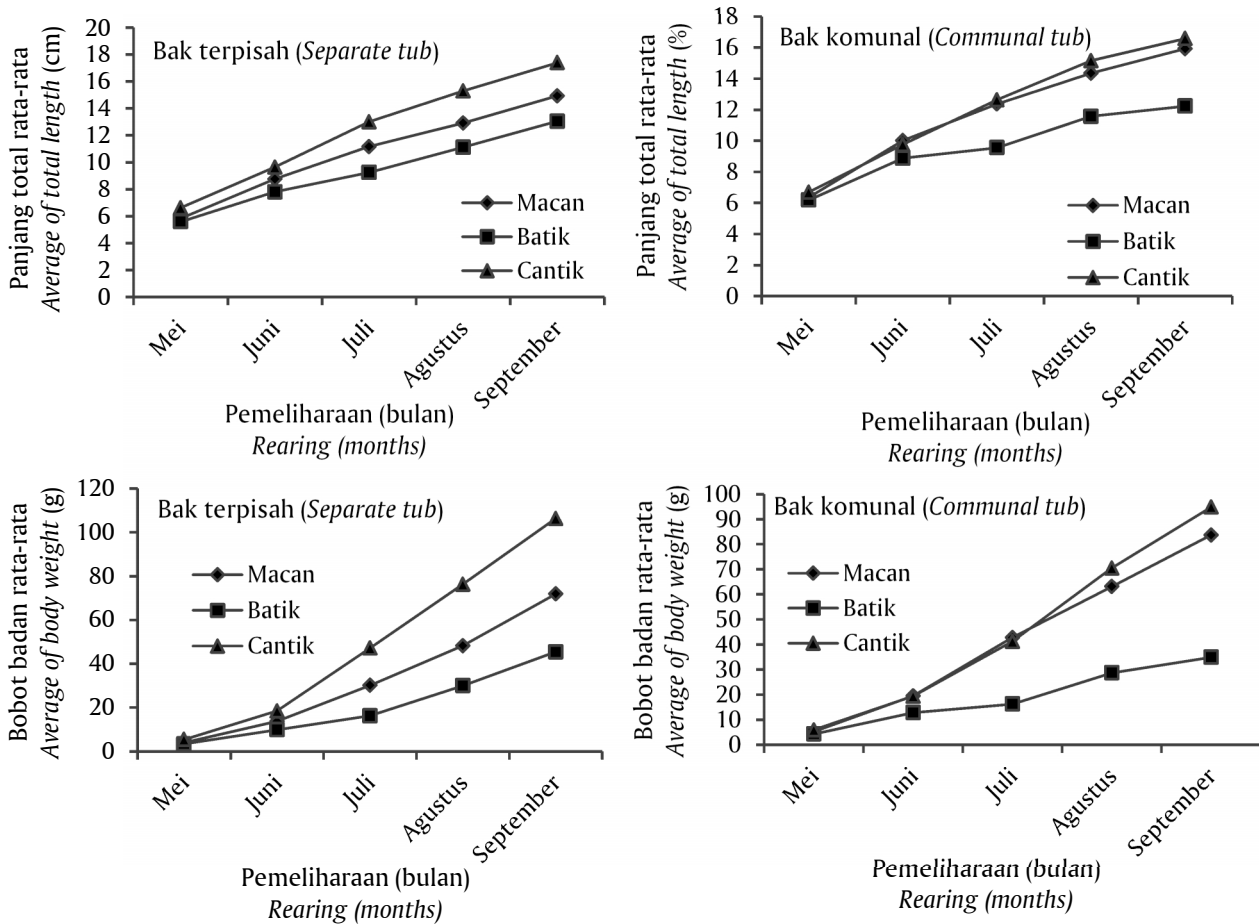 Panjang total rata-rata
Average of total length (cm)
20
18
16
14
12
10
8
6
4
2
0
Bak terpisah (Separate tub)
Macan
Batik
Cantik
Mei
Juni
Juli
Agustus
September
Pemeliharaan (bulan)
Rearing (months)
Panjang total rata-rata
Average of total length (%)
18
16
14
12
10
8
6
4
2
0
Bak komunal (Communal tub)
Macan
Batik
Cantik
Mei
Juni
Juli
Agustus
September
Pemeliharaan (bulan)
Rearing (months)
Bobot badan rata-rata
Average of body weight (g)
120
100
80
60
40
20
0
Bak terpisah (Separate tub)
Macan
Batik
Cantik
Mei
Juni
Juli
Agustus
September
Pemeliharaan (bulan)
Rearing (months)
Bobot badan rata-rata
Average of body weight (g)
100
90
80
70
60
50
40
30
20
10
0
Bak komunal (Communal tub)
Macan
Batik
Cantik
Mei
Juni
Juli
Agustus
September
Pemeliharaan (bulan)
Rearing (months)